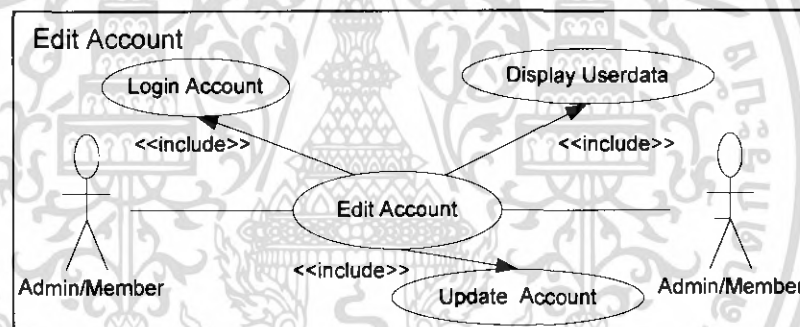 Edit Account
Login Account
Display Userdata
<<include>>
<<include>>
Edit Account
Admin/Member
<<include>>
Update Account
Admin/Member